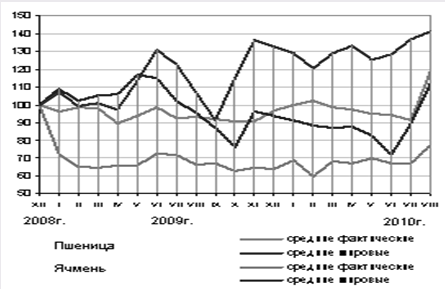 150
140
130
120
110
100
90
80
70
60
50
XII I II III IV V VI VII VIII IX X XI XII I II III IV V VI VII VIII
2008г. 2009г. 2010г.
Пшеница
средние фактические
средние мировые
Ячмень
средние фактические
средние мировые